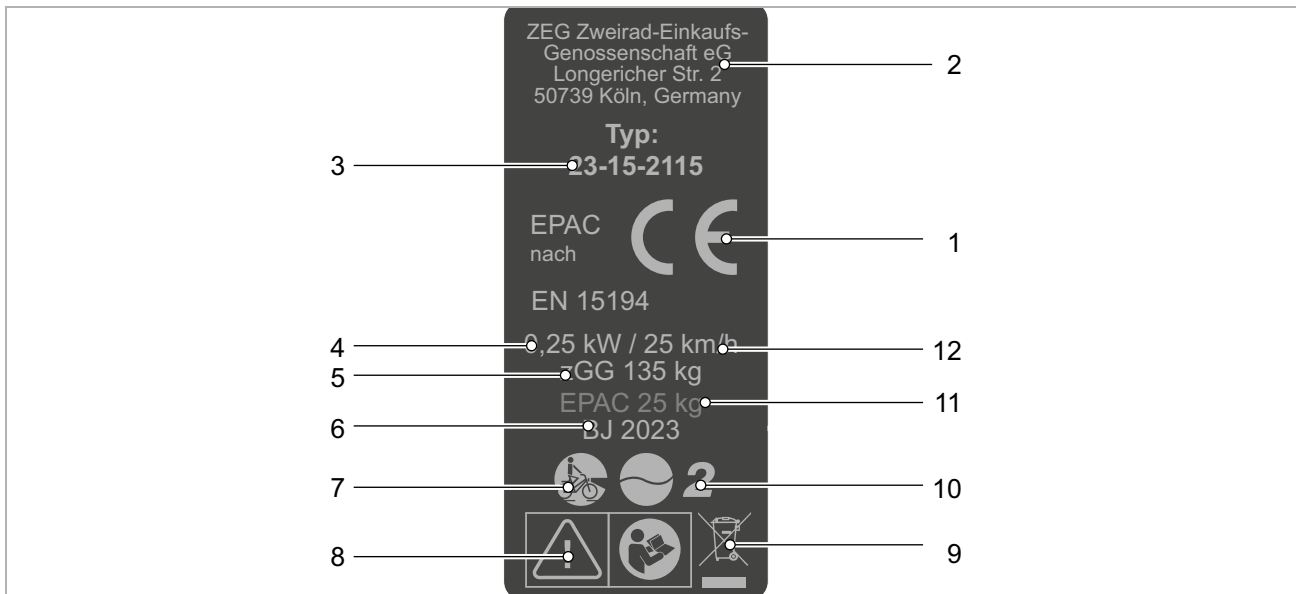 ZEG Zweirad-Einkaufs-
Genossenschaft eG
Longericher Str. 2
50739 Köln, Germany
2
Typ:
3
23-15-2115
EPAC
nach
CE
1
EN 15194
4
0,25 kW / 25 km/h
12
5
zGG 135 kg
EPAC 25 kg
11
6
BJ 2023
7
2
10
8
!
9